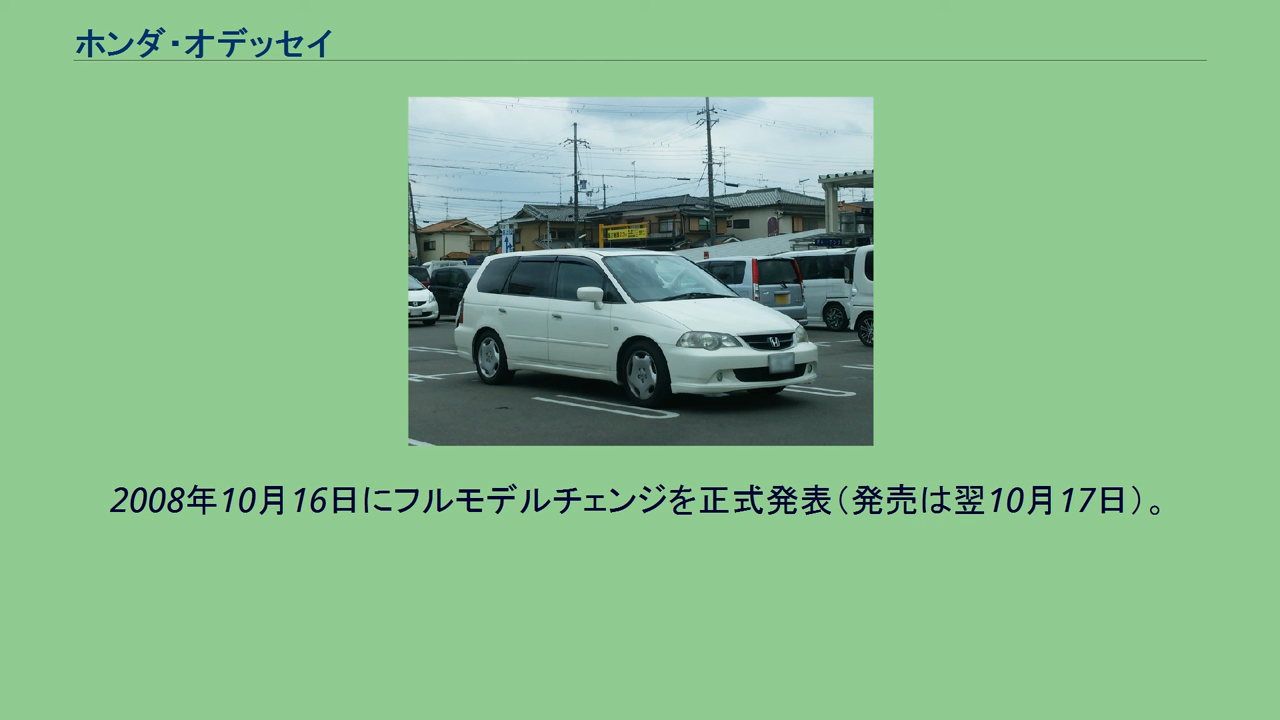 ホンダ・オデッセイ
2008年10月16日にフルモデルチェンジを正式発表（発売は翌10月17日）。